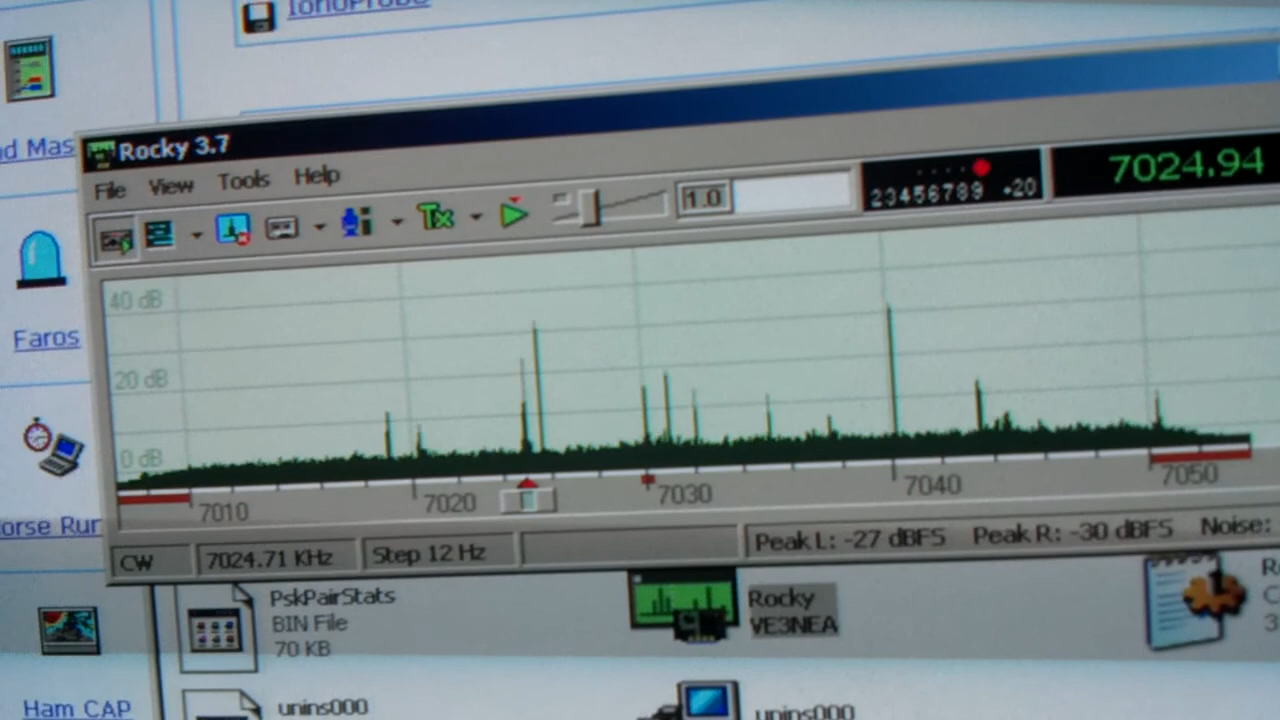 IonoProbe
Rocky 3.7
nd Mas
File View Tools Help
7024.94
1.0
23456789 +20
Tx
40 dB
20 dB
0 dB
Faros
7010 7020 7030 7040 7050
orse Run
CW 7024.71 KHz Step 12 Hz Peak L: -27 dBFS Peak R: -30 dBFS Noise:
PskPairStats
BIN File
70 KB
Rocky
VE3NEA
Ham CAP
unins000
unins000